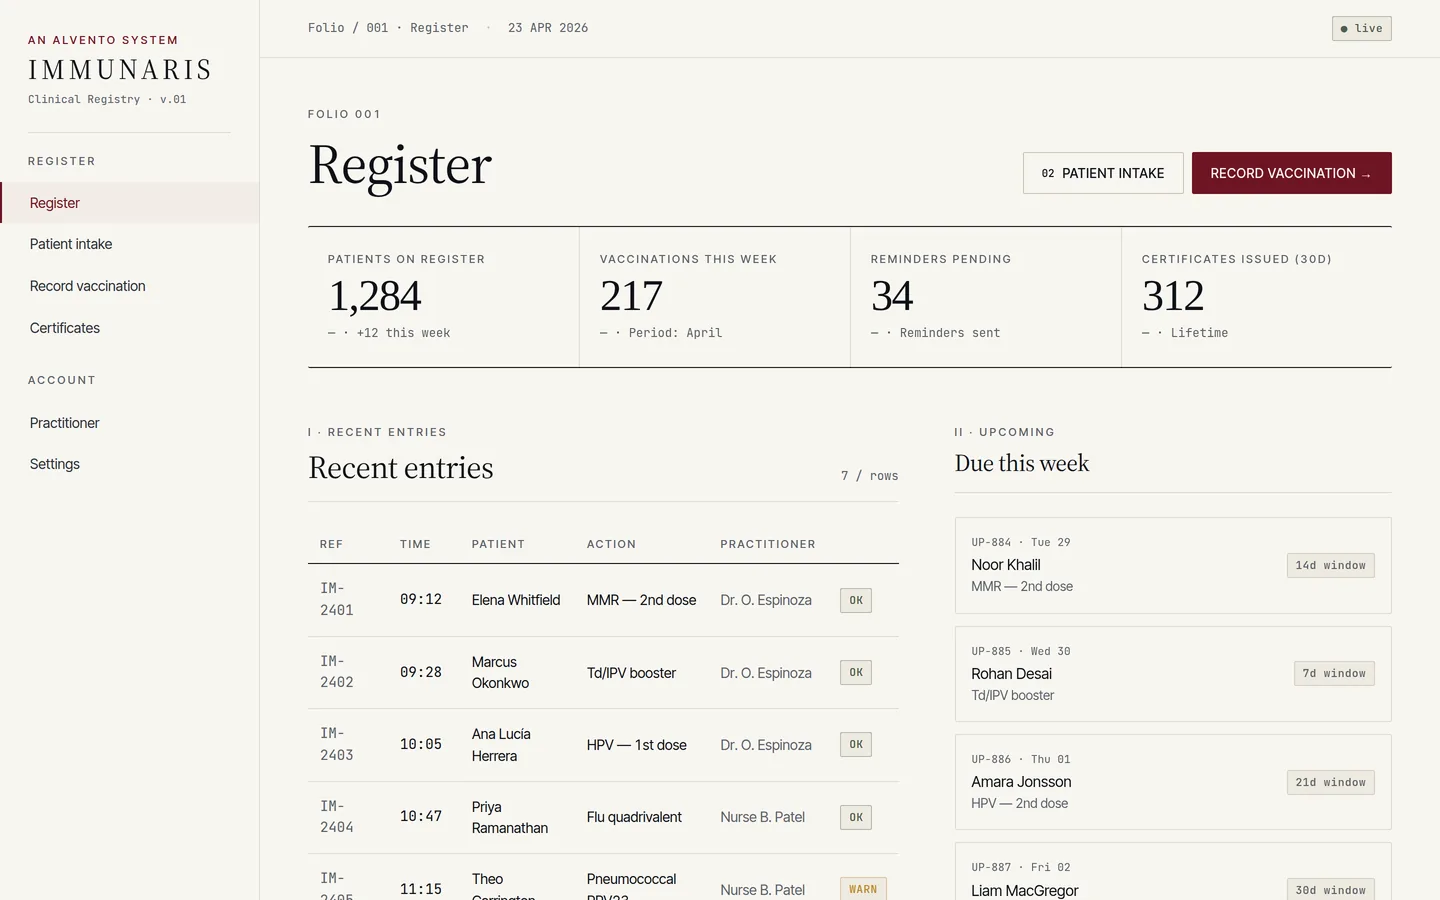 AN ALVENTO SYSTEM
IMMUNARIS
Clinical Registry · v.01
REGISTER
Register
Patient intake
Record vaccination
Certificates
ACCOUNT
Practitioner
Settings
Folio / 001 · Register · 23 APR 2026
● live
FOLIO 001
Register
02 PATIENT INTAKE
RECORD VACCINATION →
PATIENTS ON REGISTER
1,284
— · +12 this week
VACCINATIONS THIS WEEK
217
— · Period: April
REMINDERS PENDING
34
— · Reminders sent
CERTIFICATES ISSUED (30D)
312
— · Lifetime
I · RECENT ENTRIES
Recent entries
7 / rows
REF TIME PATIENT ACTION PRACTITIONER
IM-
2401
09:12
Elena Whitfield
MMR — 2nd dose
Dr. O. Espinoza
OK
IM-
2402
09:28
Marcus
Okonkwo
Td/IPV booster
Dr. O. Espinoza
OK
IM-
2403
10:05
Ana Lucía
Herrera
HPV — 1st dose
Dr. O. Espinoza
OK
IM-
2404
10:47
Priya
Ramanathan
Flu quadrivalent
Nurse B. Patel
OK
IM-
2405
11:15
Theo
Carrington
Pneumococcal
PPV23
Nurse B. Patel
WARN
II · UPCOMING
Due this week
UP-884 · Tue 29
Noor Khalil
MMR — 2nd dose
14d window
UP-885 · Wed 30
Rohan Desai
Td/IPV booster
7d window
UP-886 · Thu 01
Amara Jonsson
HPV — 2nd dose
21d window
UP-887 · Fri 02
Liam MacGregor
30d window